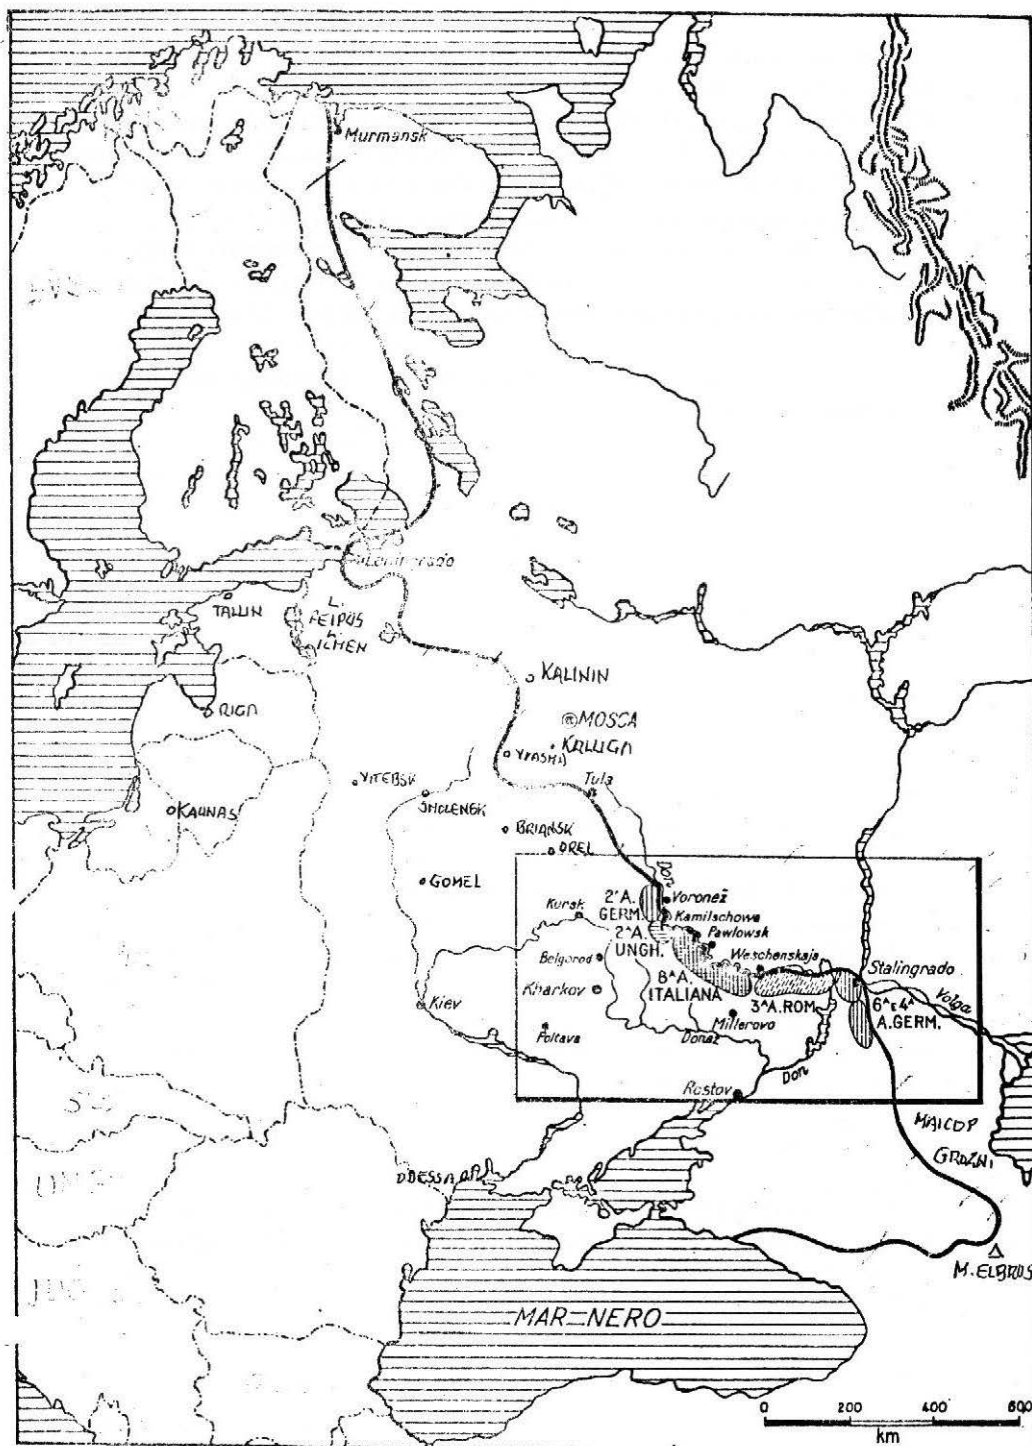 Murmansk
Leningrado
TALLIN
L.
PEIPUS
L.
ILMEN
KALININ
RIGA
MOSCA
KALUGA
VYASMA
Tula
VITEBSK
SMOLENSK
KAUNAS
BRIANSK
OREL
GOMEL
Don
2ª A.
GERM.
Voronež
Kursk
Kamilschowa
2ª A.
UNGH.
Pawlowsk
Belgorod
Weschenskaja
8ª A.
ITALIANA
Stalingrado
Kharkov
3ª A. ROM.
6ª E 4ª
A. GERM.
Volga
Kiev
Millerovo
Poltava
Donaz
Don
Rostov
MAICOP
GROZNI
ODESSA
M. ELBRUS
MAR NERO
0 200 400 600
km